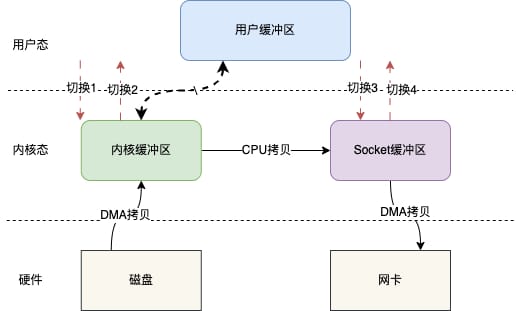 用户缓冲区
用户态
切换1
切换2
切换3
切换4
内核态
内核缓冲区
CPU拷贝
Socket缓冲区
DMA拷贝
DMA拷贝
硬件
磁盘
网卡